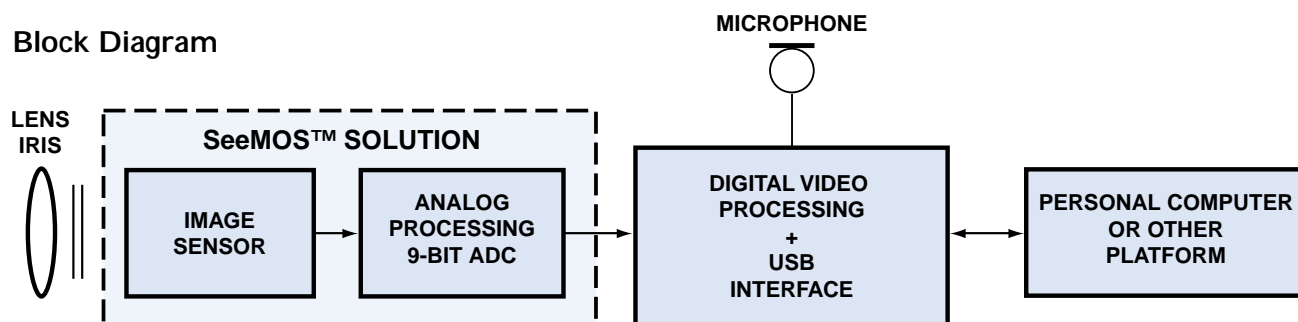 Block Diagram
MICROPHONE
LENS
IRIS
SeeMOS™ SOLUTION
IMAGE
SENSOR
ANALOG
PROCESSING
9-BIT ADC
DIGITAL VIDEO
PROCESSING
+
USB
INTERFACE
PERSONAL COMPUTER
OR OTHER
PLATFORM